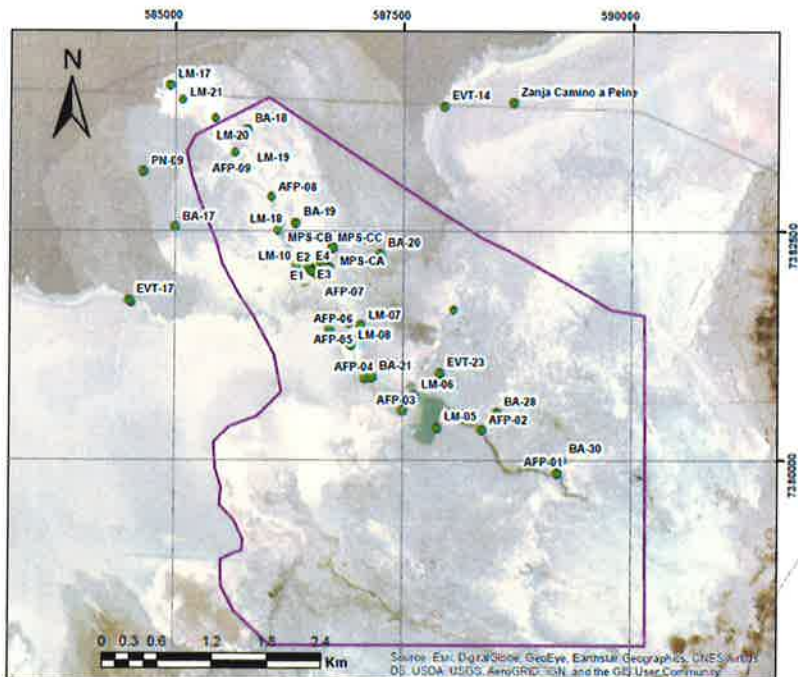 585000 587500 590000
N
LM-17
LM-21
EVT-14 Zanja Camino a Peine
BA-18
LM-20
LM-19
PN-09
AFP-09
AFP-08
BA-17
BA-19
LM-18
MPS-CB MPS-CC
BA-20
7382500
LM-10 E2 E4 MPS-CA
E1 E3
AFP-07
EVT-17
AFP-06 LM-07
AFP-05 LM-08
AFP-04 BA-21 EVT-23
LM-06
AFP-03
BA-28
LM-05 AFP-02
BA-30
AFP-01
7380000
0 0.3 0.6 1.2 1.8 2.4
Km
Source: Esri, DigitalGlobe, GeoEye, Earthstar Geographics, CNES/Airbus
DS, USDA, USGS, AeroGRID, IGN, and the GIS User Community